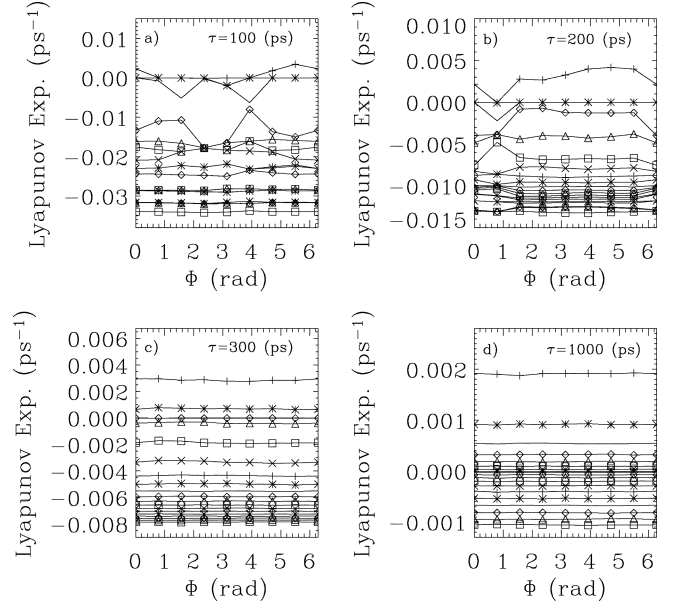 a) τ=100 (ps)
Lyapunov Exp. (ps⁻¹)
0.01
0.00
−0.01
−0.02
−0.03
0 1 2 3 4 5 6
Φ (rad)
b) τ=200 (ps)
Lyapunov Exp. (ps⁻¹)
0.010
0.005
0.000
−0.005
−0.010
−0.015
0 1 2 3 4 5 6
Φ (rad)
c) τ=300 (ps)
Lyapunov Exp. (ps⁻¹)
0.006
0.004
0.002
0.000
−0.002
−0.004
−0.006
−0.008
0 1 2 3 4 5 6
Φ (rad)
d) τ=1000 (ps)
Lyapunov Exp. (ps⁻¹)
0.002
0.001
0.000
−0.001
0 1 2 3 4 5 6
Φ (rad)